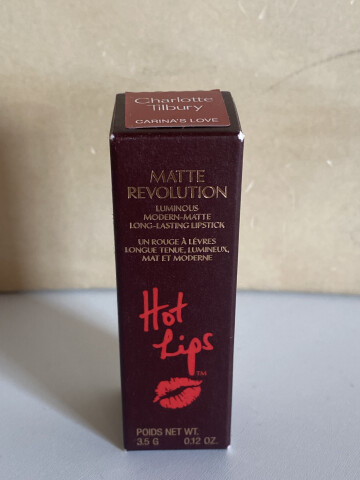 Charlotte
Tilbury
CARINA'S LOVE
MATTE
REVOLUTION
LUMINOUS
MODERN-MATTE
LONG-LASTING LIPSTICK
UN ROUGE À LÈVRES
LONGUE TENUE, LUMINEUX,
MAT ET MODERNE
Hot
Lips
TM
POIDS NET WT.
3.5 G 0.12 OZ.